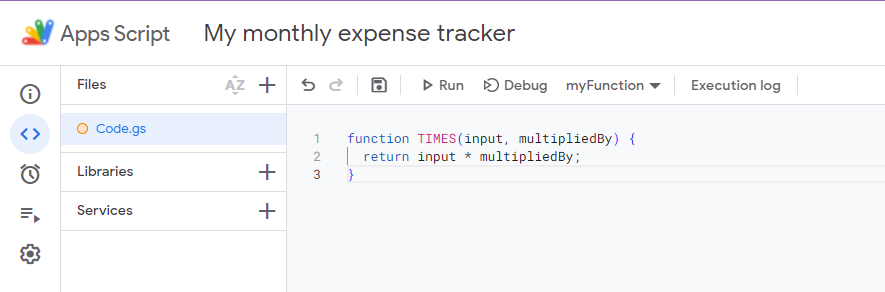 Apps Script My monthly expense tracker
Files AZ
Run Debug myFunction Execution log
Code.gs
Libraries
Services
1 function TIMES(input, multipliedBy) {
2 return input * multipliedBy;
3 }